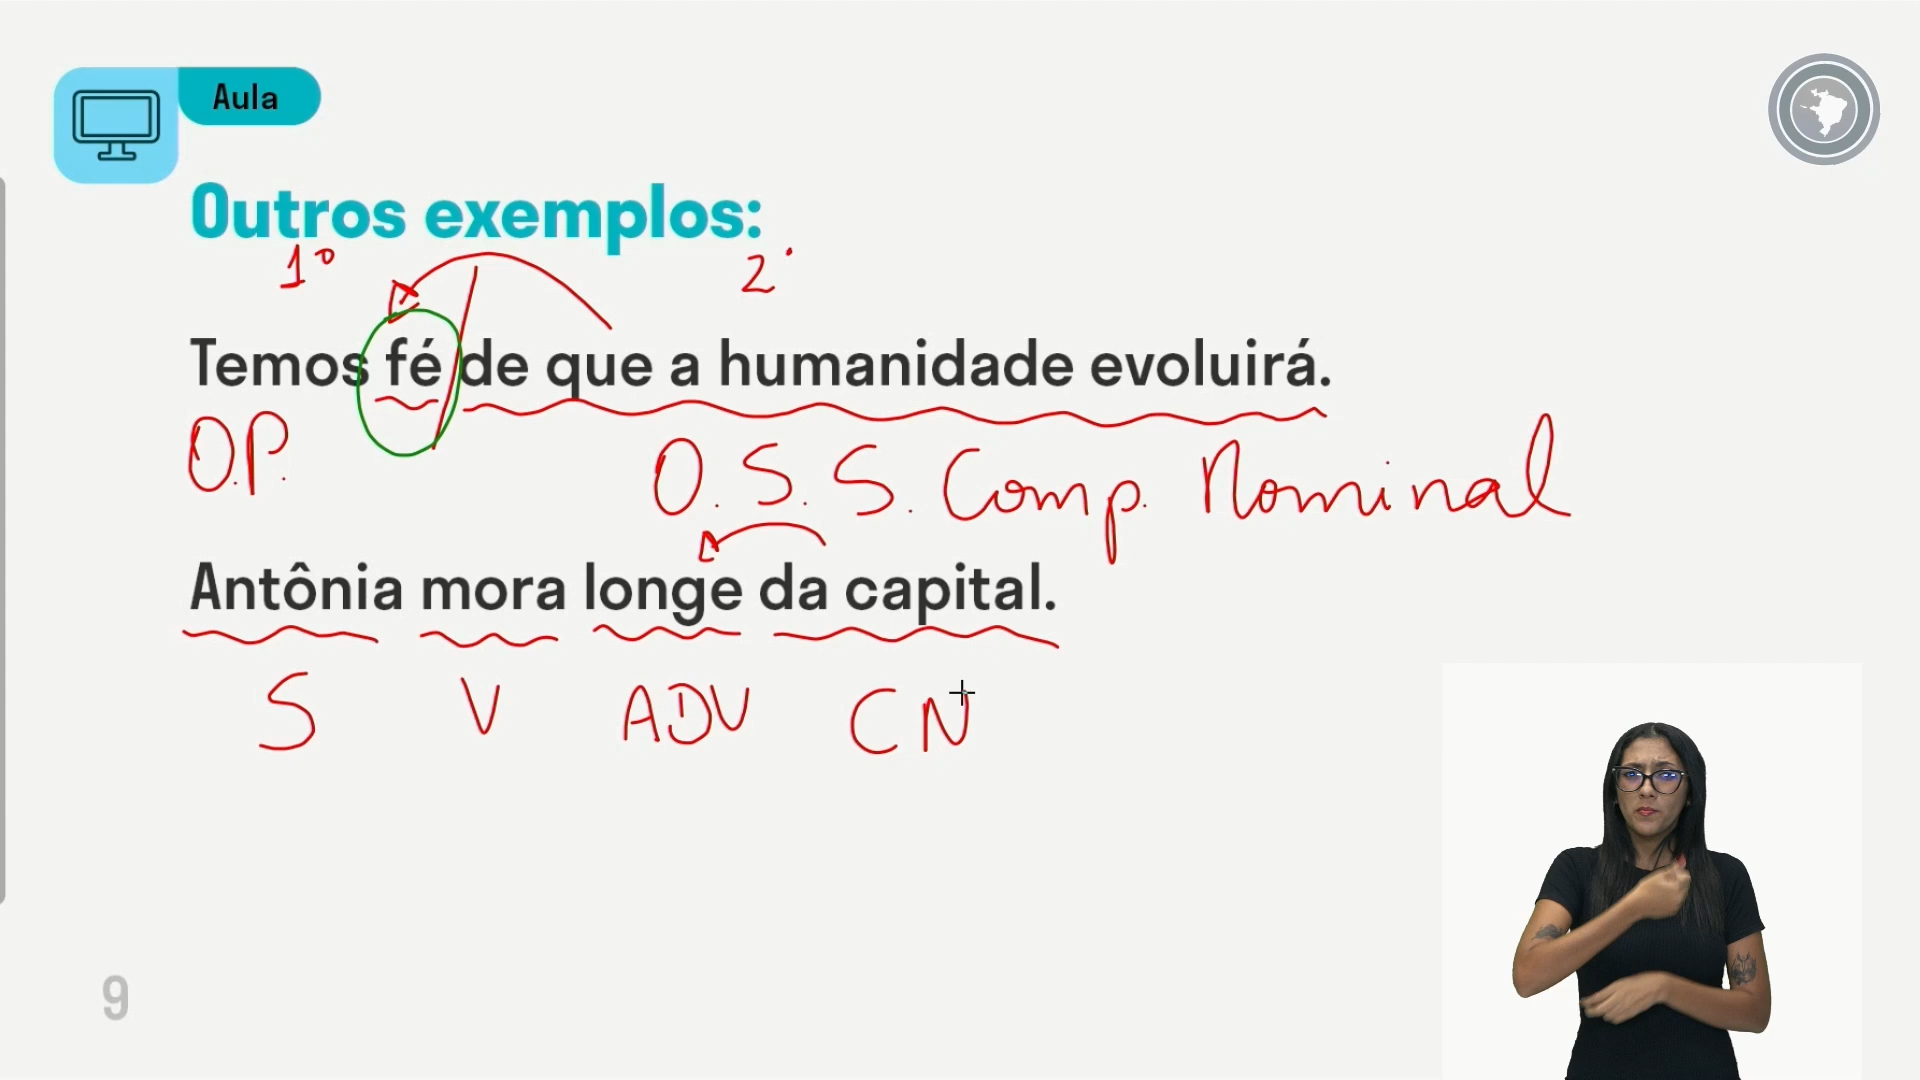 Aula
Outros exemplos:
1º 2º
Temos fé de que a humanidade evoluirá.
O.P. O. S. S. Comp. Nominal
Antônia mora longe da capital.
S V ADV CN
9